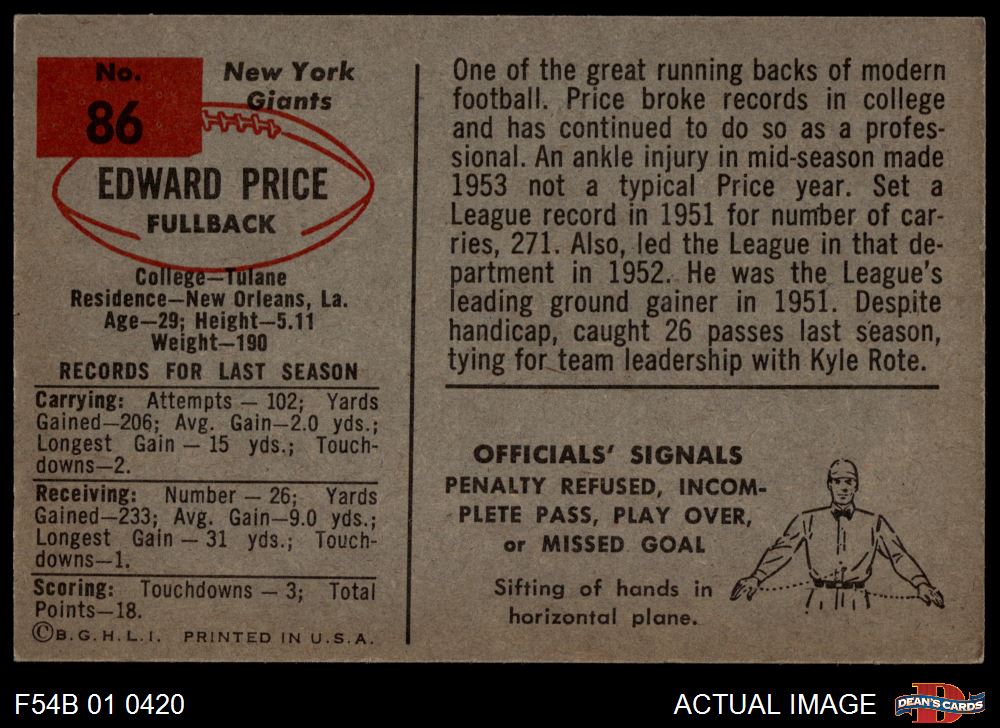 No.
86
New York
Giants
EDWARD PRICE
FULLBACK
College—Tulane
Residence—New Orleans, La.
Age—29; Height—5.11
Weight—190
RECORDS FOR LAST SEASON
Carrying: Attempts — 102; Yards
Gained—206; Avg. Gain—2.0 yds.;
Longest Gain — 15 yds.; Touch-
downs—2.
Receiving: Number — 26; Yards
Gained—233; Avg. Gain—9.0 yds.;
Longest Gain — 31 yds.; Touch-
downs—1.
Scoring: Touchdowns — 3; Total
Points—18.
©B.G.H.L.I. PRINTED IN U.S.A.
One of the great running backs of modern
football. Price broke records in college
and has continued to do so as a profes-
sional. An ankle injury in mid-season made
1953 not a typical Price year. Set a
League record in 1951 for number of car-
ries, 271. Also, led the League in that de-
partment in 1952. He was the League's
leading ground gainer in 1951. Despite
handicap, caught 26 passes last season,
tying for team leadership with Kyle Rote.
OFFICIALS' SIGNALS
PENALTY REFUSED, INCOM-
PLETE PASS, PLAY OVER,
or MISSED GOAL
Sifting of hands in
horizontal plane.
F54B 01 0420
ACTUAL IMAGE
D
DEAN'S CARDS